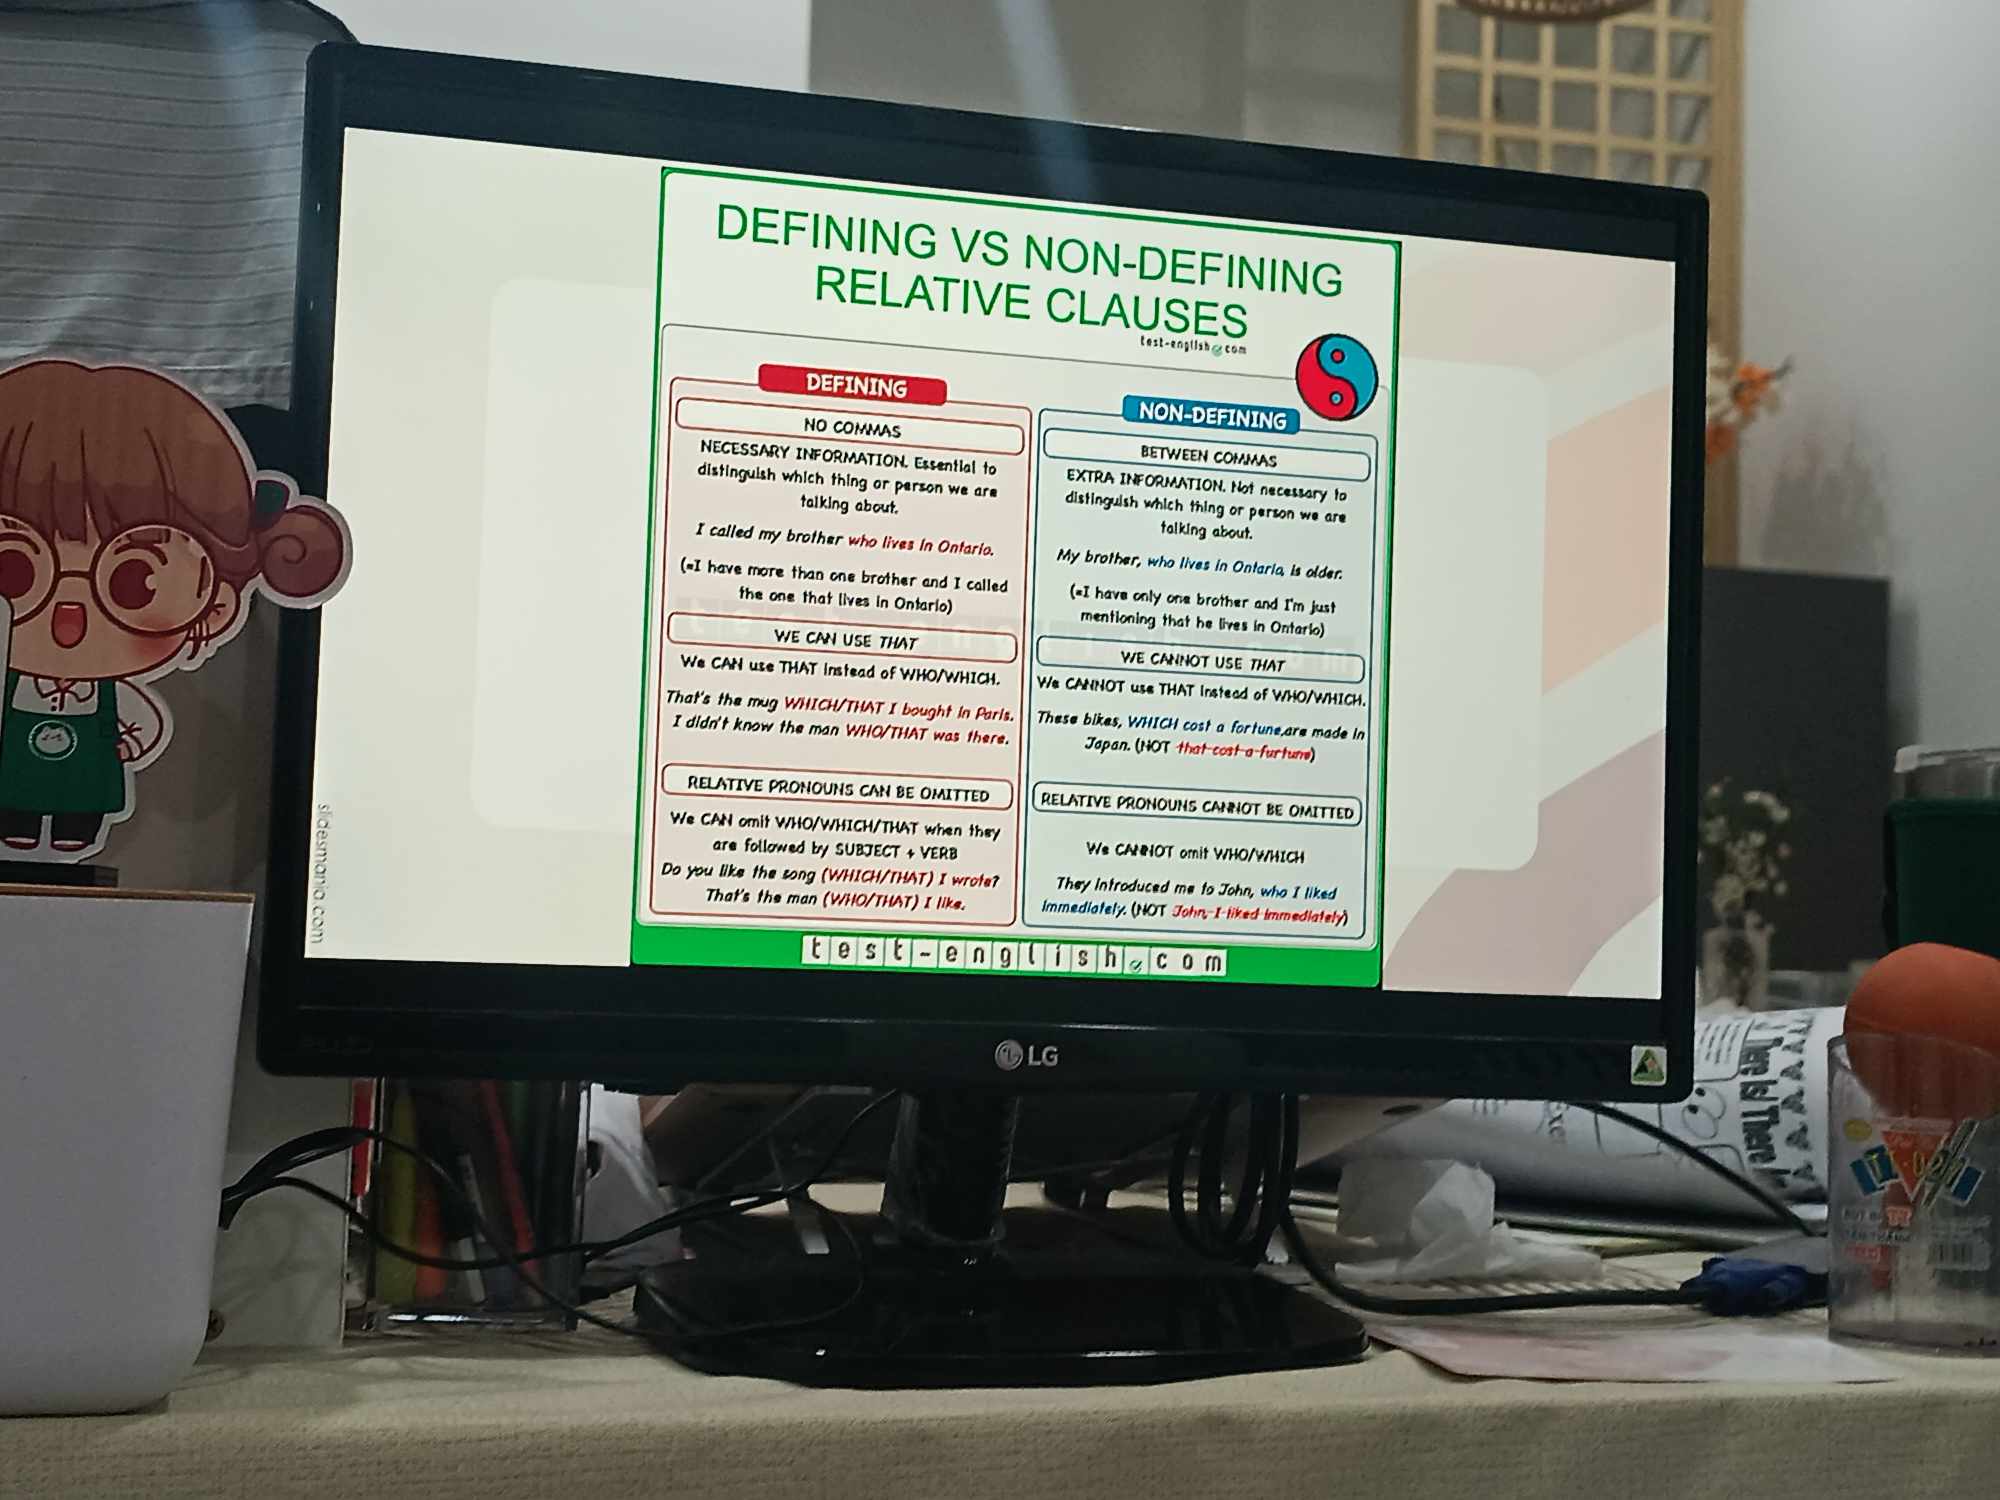 DEFINING VS NON-DEFINING
RELATIVE CLAUSES
test-english com
DEFINING
NO COMMAS
NECESSARY INFORMATION. Essential to
distinguish which thing or person we are
talking about.
I called my brother who lives in Ontario.
(=I have more than one brother and I called
the one that lives in Ontario)
WE CAN USE THAT
We CAN use THAT instead of WHO/WHICH.
That's the mug WHICH/THAT I bought in Paris.
I didn't know the man WHO/THAT was there.
RELATIVE PRONOUNS CAN BE OMITTED
We CAN omit WHO/WHICH/THAT when they
are followed by SUBJECT + VERB
Do you like the song (WHICH/THAT) I wrote?
That's the man (WHO/THAT) I like.
NON-DEFINING
BETWEEN COMMAS
EXTRA INFORMATION. Not necessary to
distinguish which thing or person we are
talking about.
My brother, who lives in Ontario, is older.
(=I have only one brother and I'm just
mentioning that he lives in Ontario)
WE CANNOT USE THAT
We CANNOT use THAT instead of WHO/WHICH.
These bikes, WHICH cost a fortune,are made in
Japan. (NOT that cost a furtune)
RELATIVE PRONOUNS CANNOT BE OMITTED
We CANNOT omit WHO/WHICH
They introduced me to John, who I liked
immediately. (NOT John, I liked immediately)
test-english com
slidesmania.com
LG
There is/There